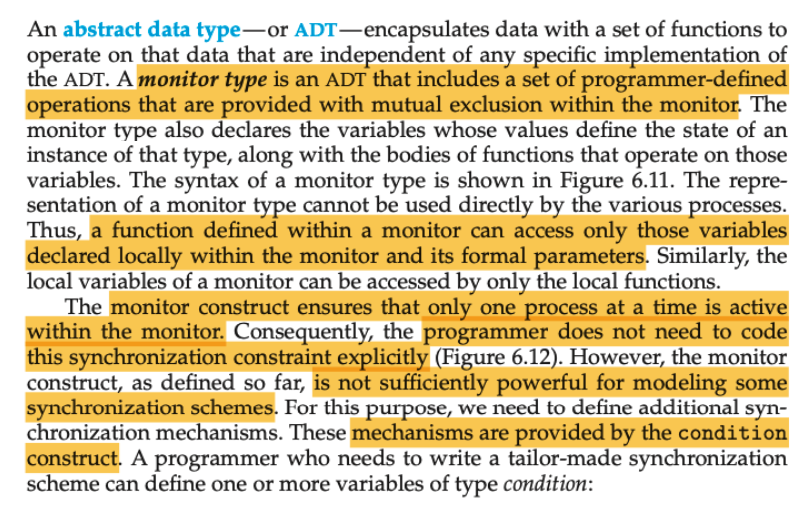 An abstract data type—or ADT—encapsulates data with a set of functions to
operate on that data that are independent of any specific implementation of
the ADT. A monitor type is an ADT that includes a set of programmer-defined
operations that are provided with mutual exclusion within the monitor. The
monitor type also declares the variables whose values define the state of an
instance of that type, along with the bodies of functions that operate on those
variables. The syntax of a monitor type is shown in Figure 6.11. The repre-
sentation of a monitor type cannot be used directly by the various processes.
Thus, a function defined within a monitor can access only those variables
declared locally within the monitor and its formal parameters. Similarly, the
local variables of a monitor can be accessed by only the local functions.
The monitor construct ensures that only one process at a time is active
within the monitor. Consequently, the programmer does not need to code
this synchronization constraint explicitly (Figure 6.12). However, the monitor
construct, as defined so far, is not sufficiently powerful for modeling some
synchronization schemes. For this purpose, we need to define additional syn-
chronization mechanisms. These mechanisms are provided by the condition
construct. A programmer who needs to write a tailor-made synchronization
scheme can define one or more variables of type condition: